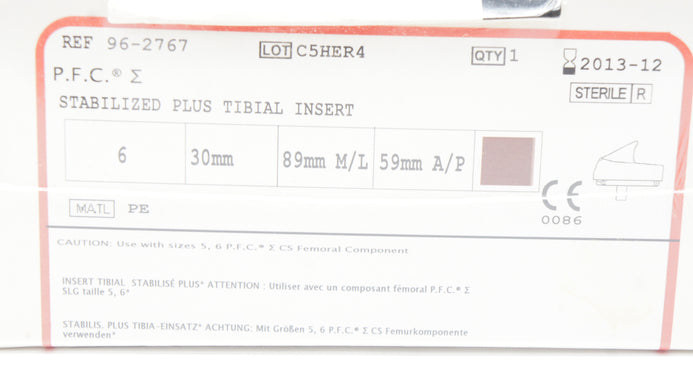 REF 96-2767 LOT C5HER4 QTY 1 2013-12
P.F.C.® Σ STERILE R
STABILIZED PLUS TIBIAL INSERT
6 30mm 89mm M/L 59mm A/P
CE
0086
MATL PE
CAUTION: Use with sizes 5, 6 P.F.C.® Σ CS Femoral Component
INSERT TIBIAL STABILISÉ PLUS* ATTENTION : Utiliser avec un composant fémoral P.F.C.® Σ
SLG taille 5, 6*
STABILIS. PLUS TIBIA-EINSATZ* ACHTUNG: Mit Größen 5, 6 P.F.C.® Σ CS Femurkomponente
verwenden*